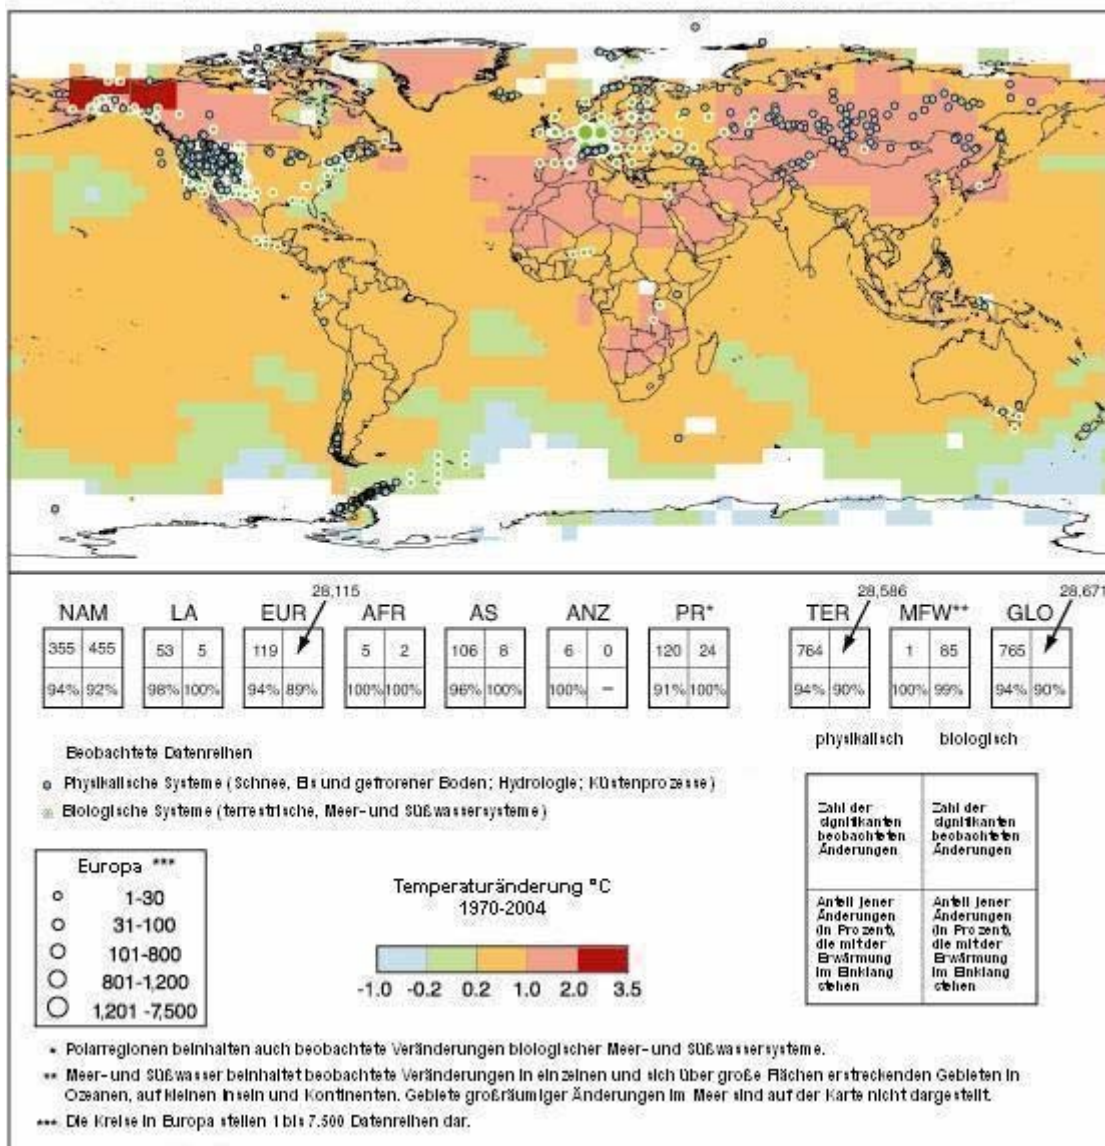 28,115
28,586
28,671
NAM LA EUR AFR AS ANZ PR* TER MFW** GLO
355 455 53 5 119 5 2 106 8 6 0 120 24 764 1 85 765
94% 92% 98% 100% 94% 89% 100% 100% 96% 100% 100% – 91% 100% 94% 90% 100% 99% 94% 90%
physikalisch biologisch
Beobachtete Datenreihen
Physikalische Systeme (Schnee, Eis und gefrorener Boden; Hydrologie; Küstenprozesse)
Biologische Systeme (terrestrische, Meer- und Süßwassersysteme)
Europa ***
1-30
31-100
101-800
801-1,200
1,201 -7,500
Temperaturänderung °C
1970-2004
-1.0 -0.2 0.2 1.0 2.0 3.5
Zahl der
signifikanten
beobachteten
Änderungen
Zahl der
signifikanten
beobachteten
Änderungen
Anteil jener
Änderungen
(in Prozent),
die mit der
Erwärmung
im Einklang
stehen
Anteil jener
Änderungen
(in Prozent),
die mit der
Erwärmung
im Einklang
stehen
* Polarregionen beinhalten auch beobachtete Veränderungen biologischer Meer- und Süßwassersysteme.
** Meer- und Süßwasser beinhaltet beobachtete Veränderungen in einzelnen und sich über große Flächen erstreckenden Gebieten in
Ozeanen, auf kleinen Inseln und Kontinenten. Gebiete großräumiger Änderungen im Meer sind auf der Karte nicht dargestellt.
*** Die Kreise in Europa stellen 1 bis 7.500 Datenreihen dar.